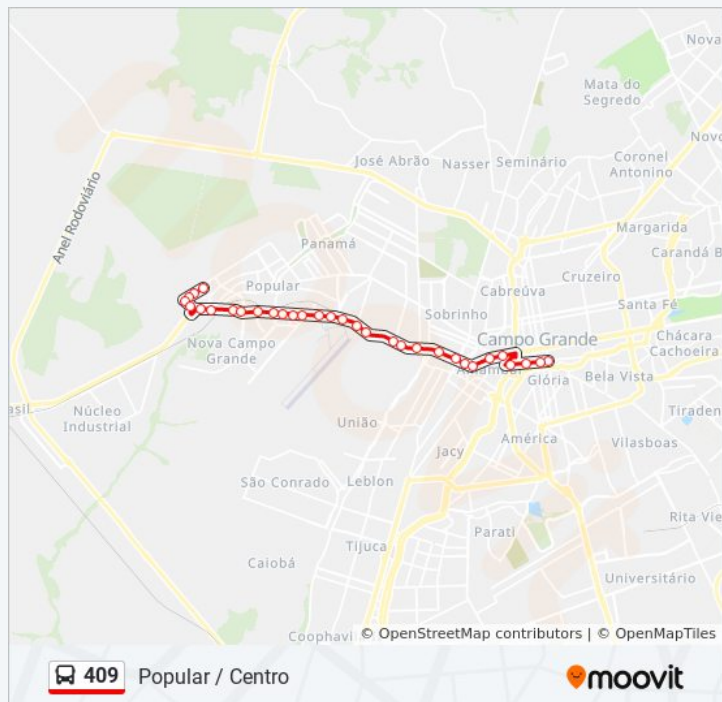 Nova
Mata do
Segredo
Novo
José Abrão
Nasser
Seminário
Coronel
Antonino
Anel Rodoviário
Panamá
Margarida
Carandá B
Popular
Cabreúva
Cruzeiro
Santa Fé
Sobrinho
Campo Grande
Chácara
Cachoeira
Nova Campo
Grande
Glória
Bela Vista
Núcleo
Industrial
União
América
Tiraden
Vilasboas
Jacy
São Conrado
Leblon
Parati
Rita Vie
Tijuca
Caiobá
Universitário
Coophavi
© OpenStreetMap contributors | © OpenMapTiles
409 Popular / Centro
moovit